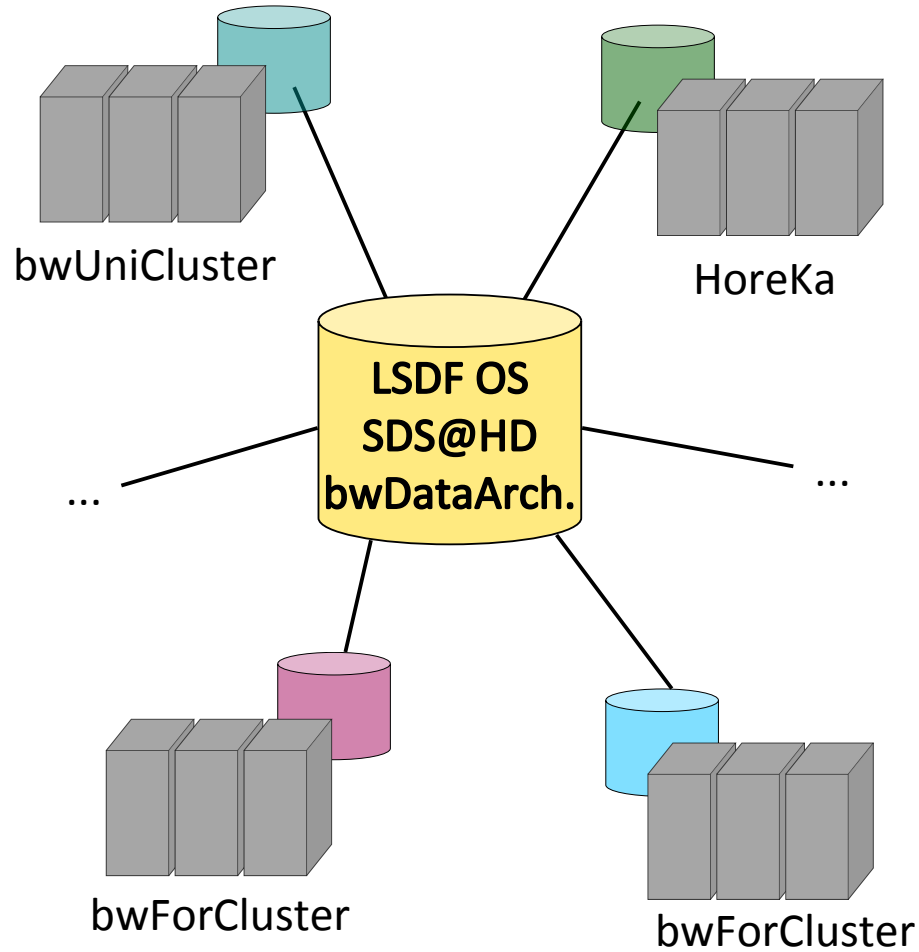 bwUniCluster
HoreKa
LSDF OS
SDS@HD
bwDataArch.
...
...
bwForCluster
bwForCluster